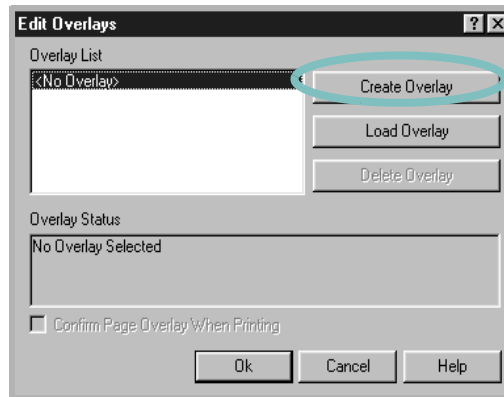 Edit Overlays
Overlay List
<No Overlay>
Create Overlay
Load Overlay
Delete Overlay
Overlay Status
No Overlay Selected
Confirm Page Overlay When Printing
Ok Cancel Help